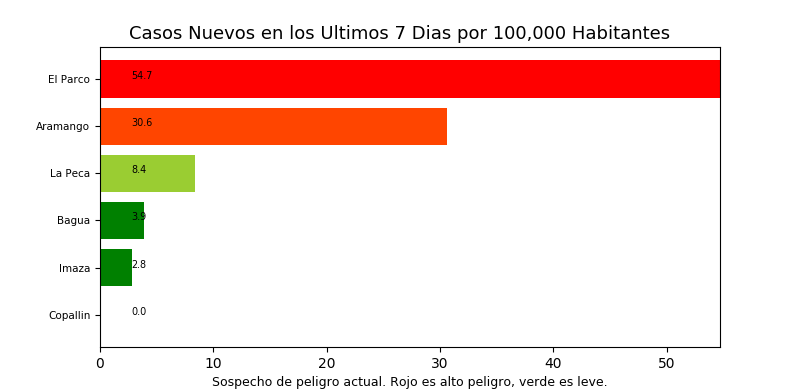 Casos Nuevos en los Ultimos 7 Dias por 100,000 Habitantes
El Parco 54.7
Aramango 30.6
La Peca 8.4
Bagua 3.9
Imaza 2.8
Copallin 0.0
0 10 20 30 40 50
Sospecho de peligro actual. Rojo es alto peligro, verde es leve.